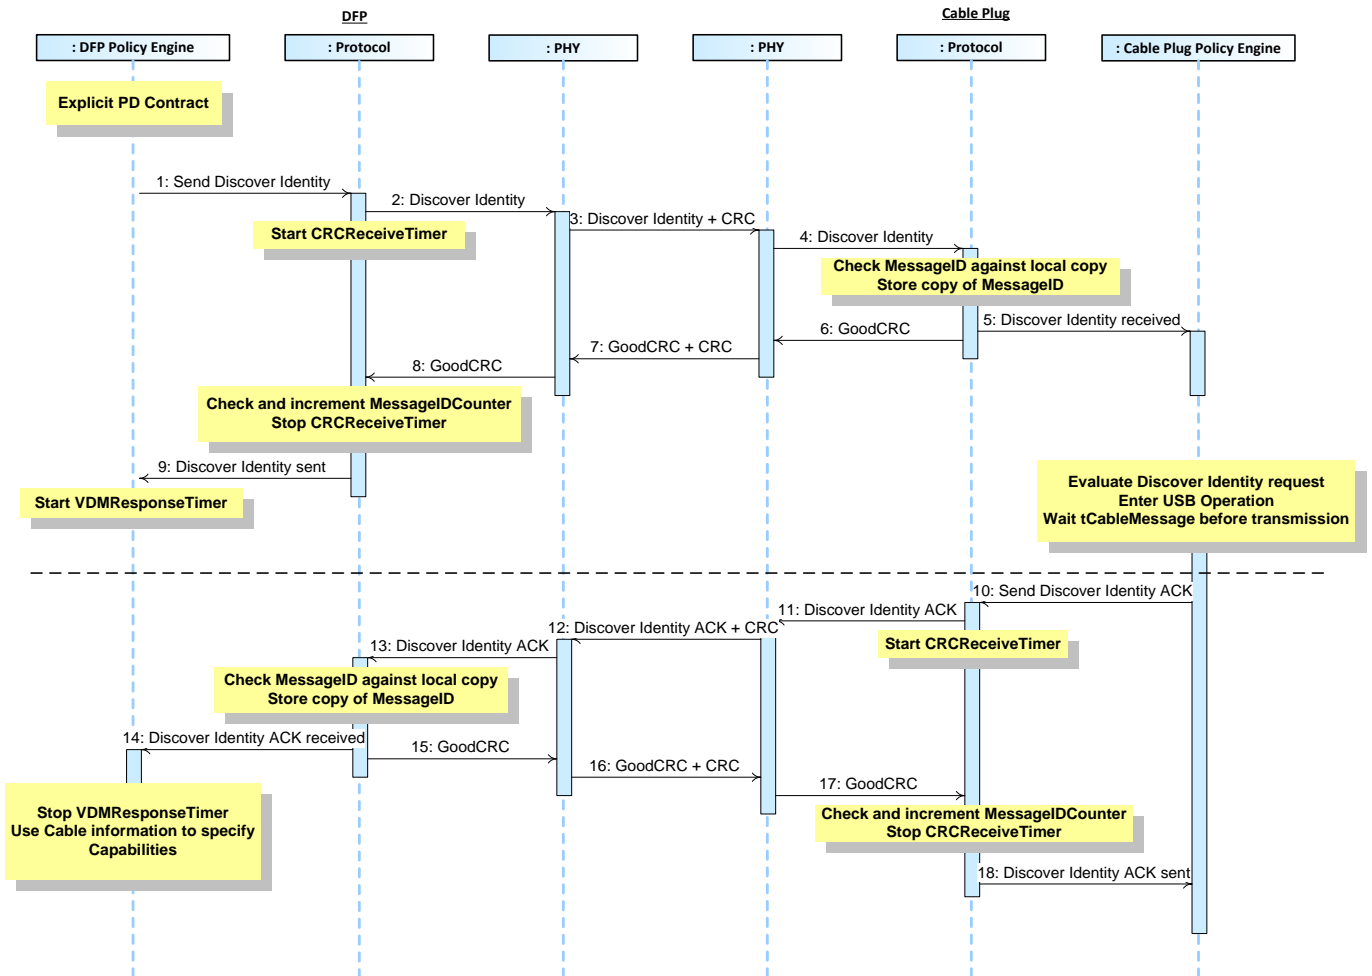 DFP
Cable Plug
: DFP Policy Engine
: Protocol
: PHY
: PHY
: Protocol
: Cable Plug Policy Engine
Explicit PD Contract
1: Send Discover Identity
2: Discover Identity
3: Discover Identity + CRC
Start CRCReceiveTimer
4: Discover Identity
Check MessageID against local copy
Store copy of MessageID
5: Discover Identity received
6: GoodCRC
7: GoodCRC + CRC
8: GoodCRC
Check and increment MessageIDCounter
Stop CRCReceiveTimer
9: Discover Identity sent
Start VDMResponseTimer
Evaluate Discover Identity request
Enter USB Operation
Wait tCableMessage before transmission
10: Send Discover Identity ACK
11: Discover Identity ACK
12: Discover Identity ACK + CRC
Start CRCReceiveTimer
13: Discover Identity ACK
Check MessageID against local copy
Store copy of MessageID
14: Discover Identity ACK received
15: GoodCRC
16: GoodCRC + CRC
17: GoodCRC
Stop VDMResponseTimer
Use Cable information to specify
Capabilities
Check and increment MessageIDCounter
Stop CRCReceiveTimer
18: Discover Identity ACK sent